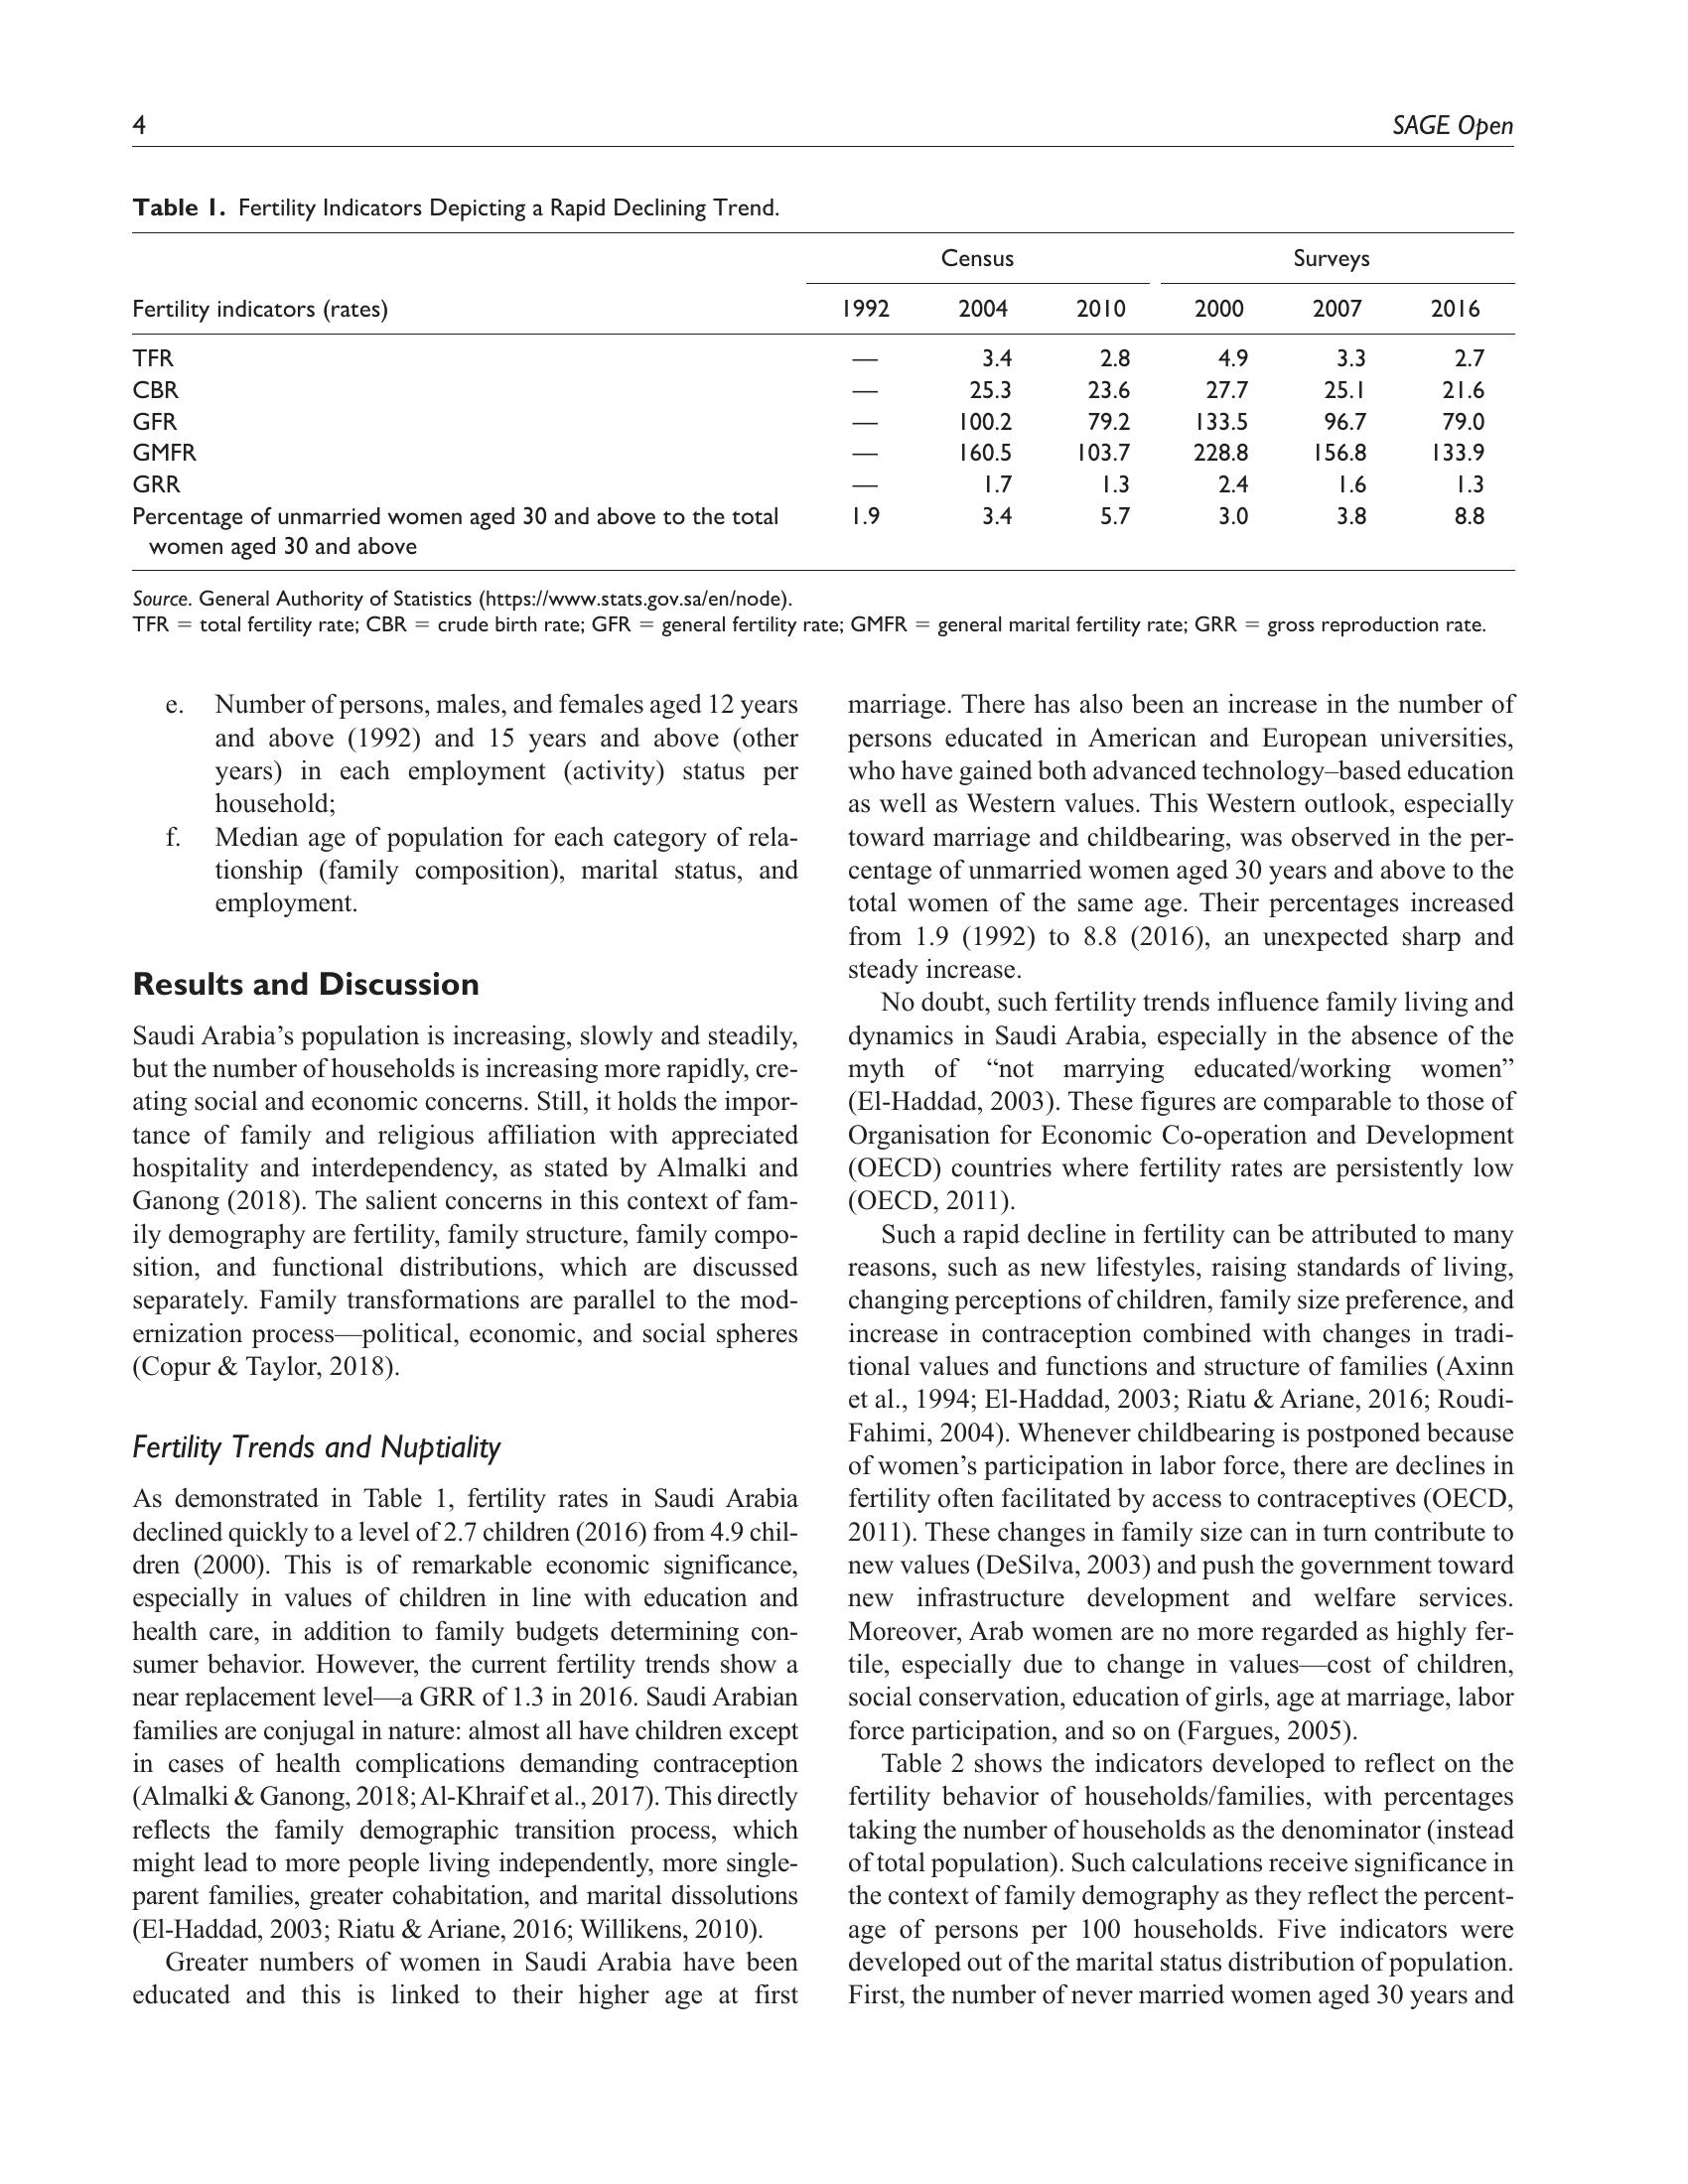 4
SAGE Open
Table 1. Fertility Indicators Depicting a Rapid Declining Trend.
Census Surveys
Fertility indicators (rates) 1992 2004 2010 2000 2007 2016
TFR — 3.4 2.8 4.9 3.3 2.7
CBR — 25.3 23.6 27.7 25.1 21.6
GFR — 100.2 79.2 133.5 96.7 79.0
GMFR — 160.5 103.7 228.8 156.8 133.9
GRR — 1.7 1.3 2.4 1.6 1.3
Percentage of unmarried women aged 30 and above to the total 1.9 3.4 5.7 3.0 3.8 8.8
women aged 30 and above
Source. General Authority of Statistics (https://www.stats.gov.sa/en/node).
TFR = total fertility rate; CBR = crude birth rate; GFR = general fertility rate; GMFR = general marital fertility rate; GRR = gross reproduction rate.
e. Number of persons, males, and females aged 12 years
and above (1992) and 15 years and above (other
years) in each employment (activity) status per
household;
f. Median age of population for each category of rela-
tionship (family composition), marital status, and
employment.
Results and Discussion
Saudi Arabia’s population is increasing, slowly and steadily,
but the number of households is increasing more rapidly, cre-
ating social and economic concerns. Still, it holds the impor-
tance of family and religious affiliation with appreciated
hospitality and interdependency, as stated by Almalki and
Ganong (2018). The salient concerns in this context of fam-
ily demography are fertility, family structure, family compo-
sition, and functional distributions, which are discussed
separately. Family transformations are parallel to the mod-
ernization process—political, economic, and social spheres
(Copur & Taylor, 2018).
Fertility Trends and Nuptiality
As demonstrated in Table 1, fertility rates in Saudi Arabia
declined quickly to a level of 2.7 children (2016) from 4.9 chil-
dren (2000). This is of remarkable economic significance,
especially in values of children in line with education and
health care, in addition to family budgets determining con-
sumer behavior. However, the current fertility trends show a
near replacement level—a GRR of 1.3 in 2016. Saudi Arabian
families are conjugal in nature: almost all have children except
in cases of health complications demanding contraception
(Almalki & Ganong, 2018; Al-Khraif et al., 2017). This directly
reflects the family demographic transition process, which
might lead to more people living independently, more single-
parent families, greater cohabitation, and marital dissolutions
(El-Haddad, 2003; Riatu & Ariane, 2016; Willikens, 2010).
Greater numbers of women in Saudi Arabia have been
educated and this is linked to their higher age at first
marriage. There has also been an increase in the number of
persons educated in American and European universities,
who have gained both advanced technology–based education
as well as Western values. This Western outlook, especially
toward marriage and childbearing, was observed in the per-
centage of unmarried women aged 30 years and above to the
total women of the same age. Their percentages increased
from 1.9 (1992) to 8.8 (2016), an unexpected sharp and
steady increase.
No doubt, such fertility trends influence family living and
dynamics in Saudi Arabia, especially in the absence of the
myth of “not marrying educated/working women”
(El-Haddad, 2003). These figures are comparable to those of
Organisation for Economic Co-operation and Development
(OECD) countries where fertility rates are persistently low
(OECD, 2011).
Such a rapid decline in fertility can be attributed to many
reasons, such as new lifestyles, raising standards of living,
changing perceptions of children, family size preference, and
increase in contraception combined with changes in tradi-
tional values and functions and structure of families (Axinn
et al., 1994; El-Haddad, 2003; Riatu & Ariane, 2016; Roudi-
Fahimi, 2004). Whenever childbearing is postponed because
of women’s participation in labor force, there are declines in
fertility often facilitated by access to contraceptives (OECD,
2011). These changes in family size can in turn contribute to
new values (DeSilva, 2003) and push the government toward
new infrastructure development and welfare services.
Moreover, Arab women are no more regarded as highly fer-
tile, especially due to change in values—cost of children,
social conservation, education of girls, age at marriage, labor
force participation, and so on (Fargues, 2005).
Table 2 shows the indicators developed to reflect on the
fertility behavior of households/families, with percentages
taking the number of households as the denominator (instead
of total population). Such calculations receive significance in
the context of family demography as they reflect the percent-
age of persons per 100 households. Five indicators were
developed out of the marital status distribution of population.
First, the number of never married women aged 30 years and